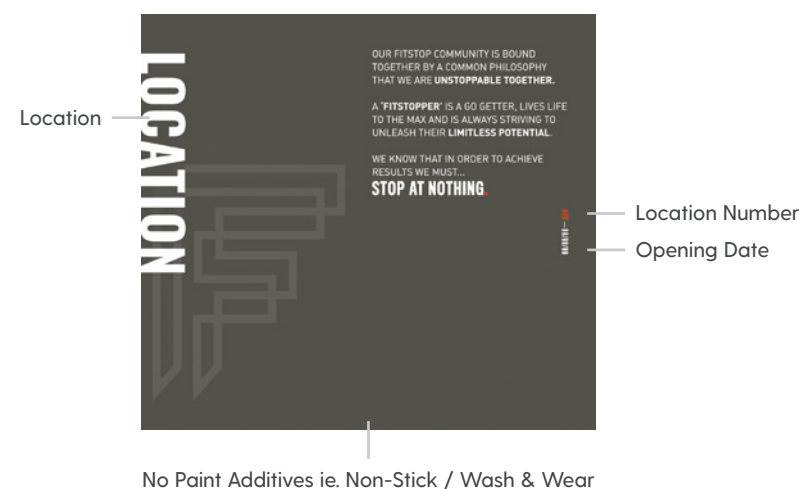 LOCATION
OUR FITSTOP COMMUNITY IS BOUND
TOGETHER BY A COMMON PHILOSOPHY
THAT WE ARE UNSTOPPABLE TOGETHER.
A "FITSTOPPER" IS A GO GETTER, LIVES LIFE
TO THE MAX AND IS ALWAYS STRIVING TO
UNLEASH THEIR LIMITLESS POTENTIAL.
WE KNOW THAT IN ORDER TO ACHIEVE
RESULTS WE MUST...
STOP AT NOTHING.
Location
Location Number
Opening Date
No Paint Additives ie. Non-Stick / Wash & Wear